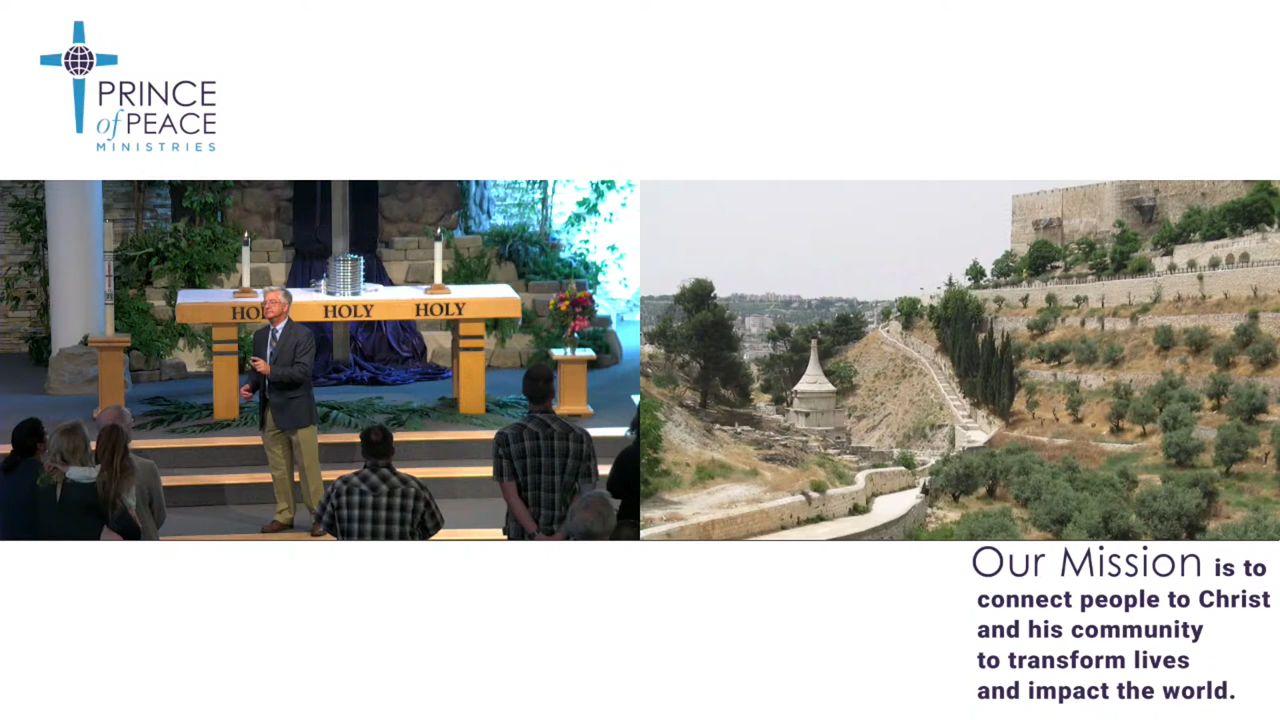 PRINCE
of PEACE
MINISTRIES
HOLY HOLY HOLY
Our Mission is to
connect people to Christ
and his community
to transform lives
and impact the world.